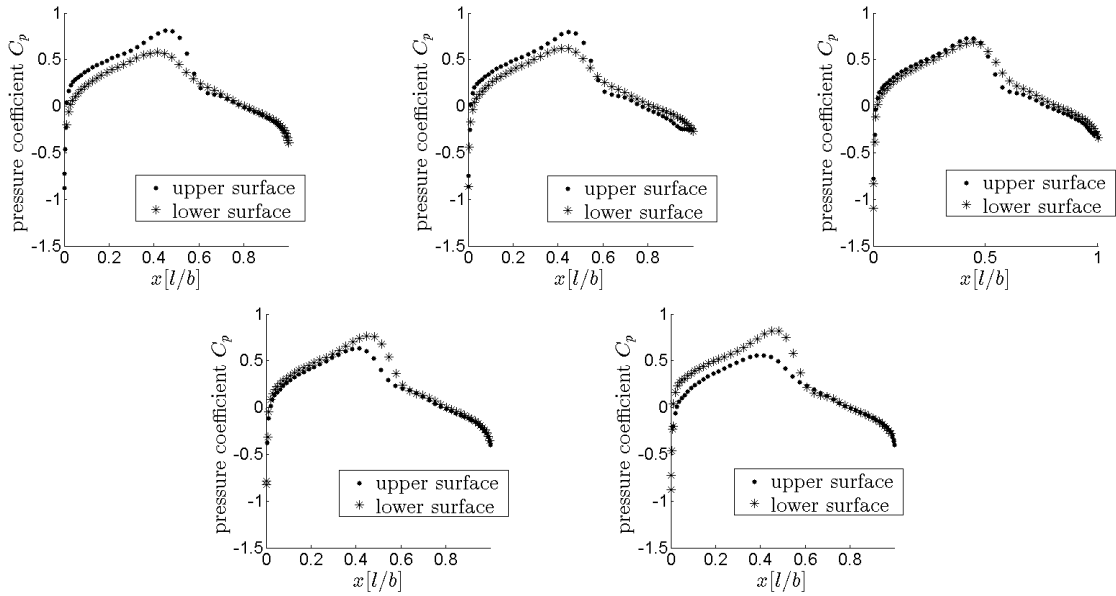 pressure coefficient C_p
1
0.5
0
-0.5
-1
-1.5
0 0.2 0.4 0.6 0.8
x[l/b]
upper surface
lower surface
pressure coefficient C_p
1
0.5
0
-0.5
-1
-1.5
0 0.2 0.4 0.6 0.8
x[l/b]
upper surface
lower surface
pressure coefficient C_p
1
0.5
0
-0.5
-1
-1.5
0 0.5 1
x[l/b]
upper surface
lower surface
pressure coefficient C_p
1
0.5
0
-0.5
-1
-1.5
0 0.2 0.4 0.6 0.8
x[l/b]
upper surface
lower surface
pressure coefficient C_p
1
0.5
0
-0.5
-1
-1.5
0 0.2 0.4 0.6 0.8
x[l/b]
upper surface
lower surface